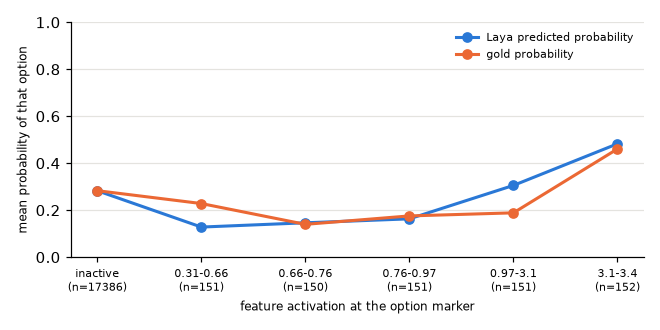 Laya predicted probability
gold probability
mean probability of that option
1.0
0.8
0.6
0.4
0.2
0.0
inactive
(n=17386)
0.31-0.66
(n=151)
0.66-0.76
(n=150)
0.76-0.97
(n=151)
0.97-3.1
(n=151)
3.1-3.4
(n=152)
feature activation at the option marker